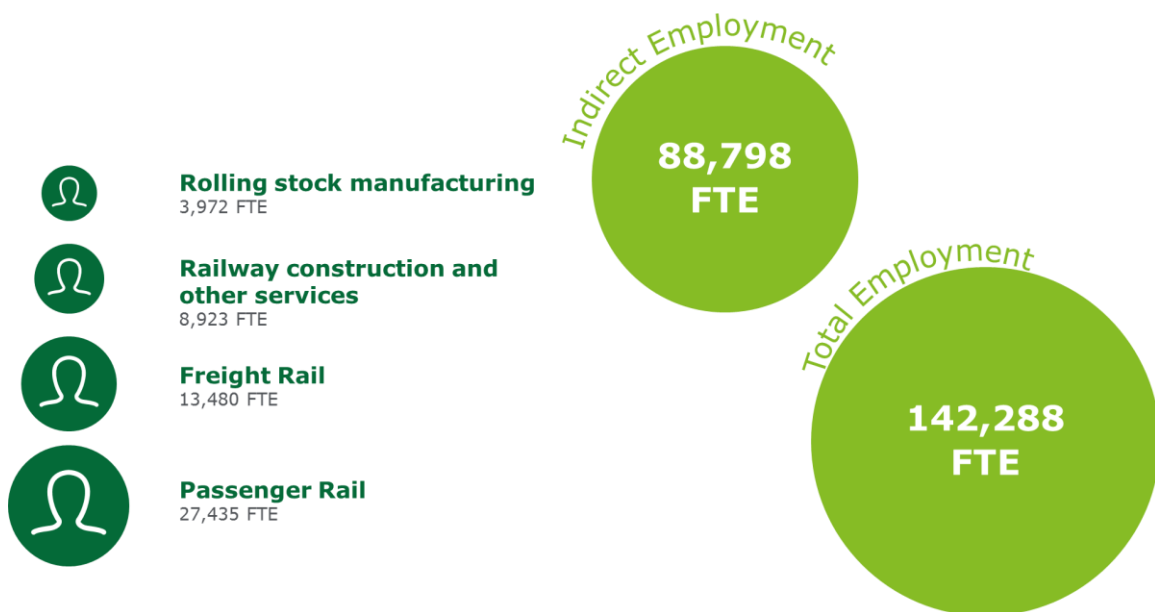 Indirect Employment
88,798
FTE
Rolling stock manufacturing
3,972 FTE
Railway construction and
other services
8,923 FTE
Freight Rail
13,480 FTE
Passenger Rail
27,435 FTE
Total Employment
142,288
FTE